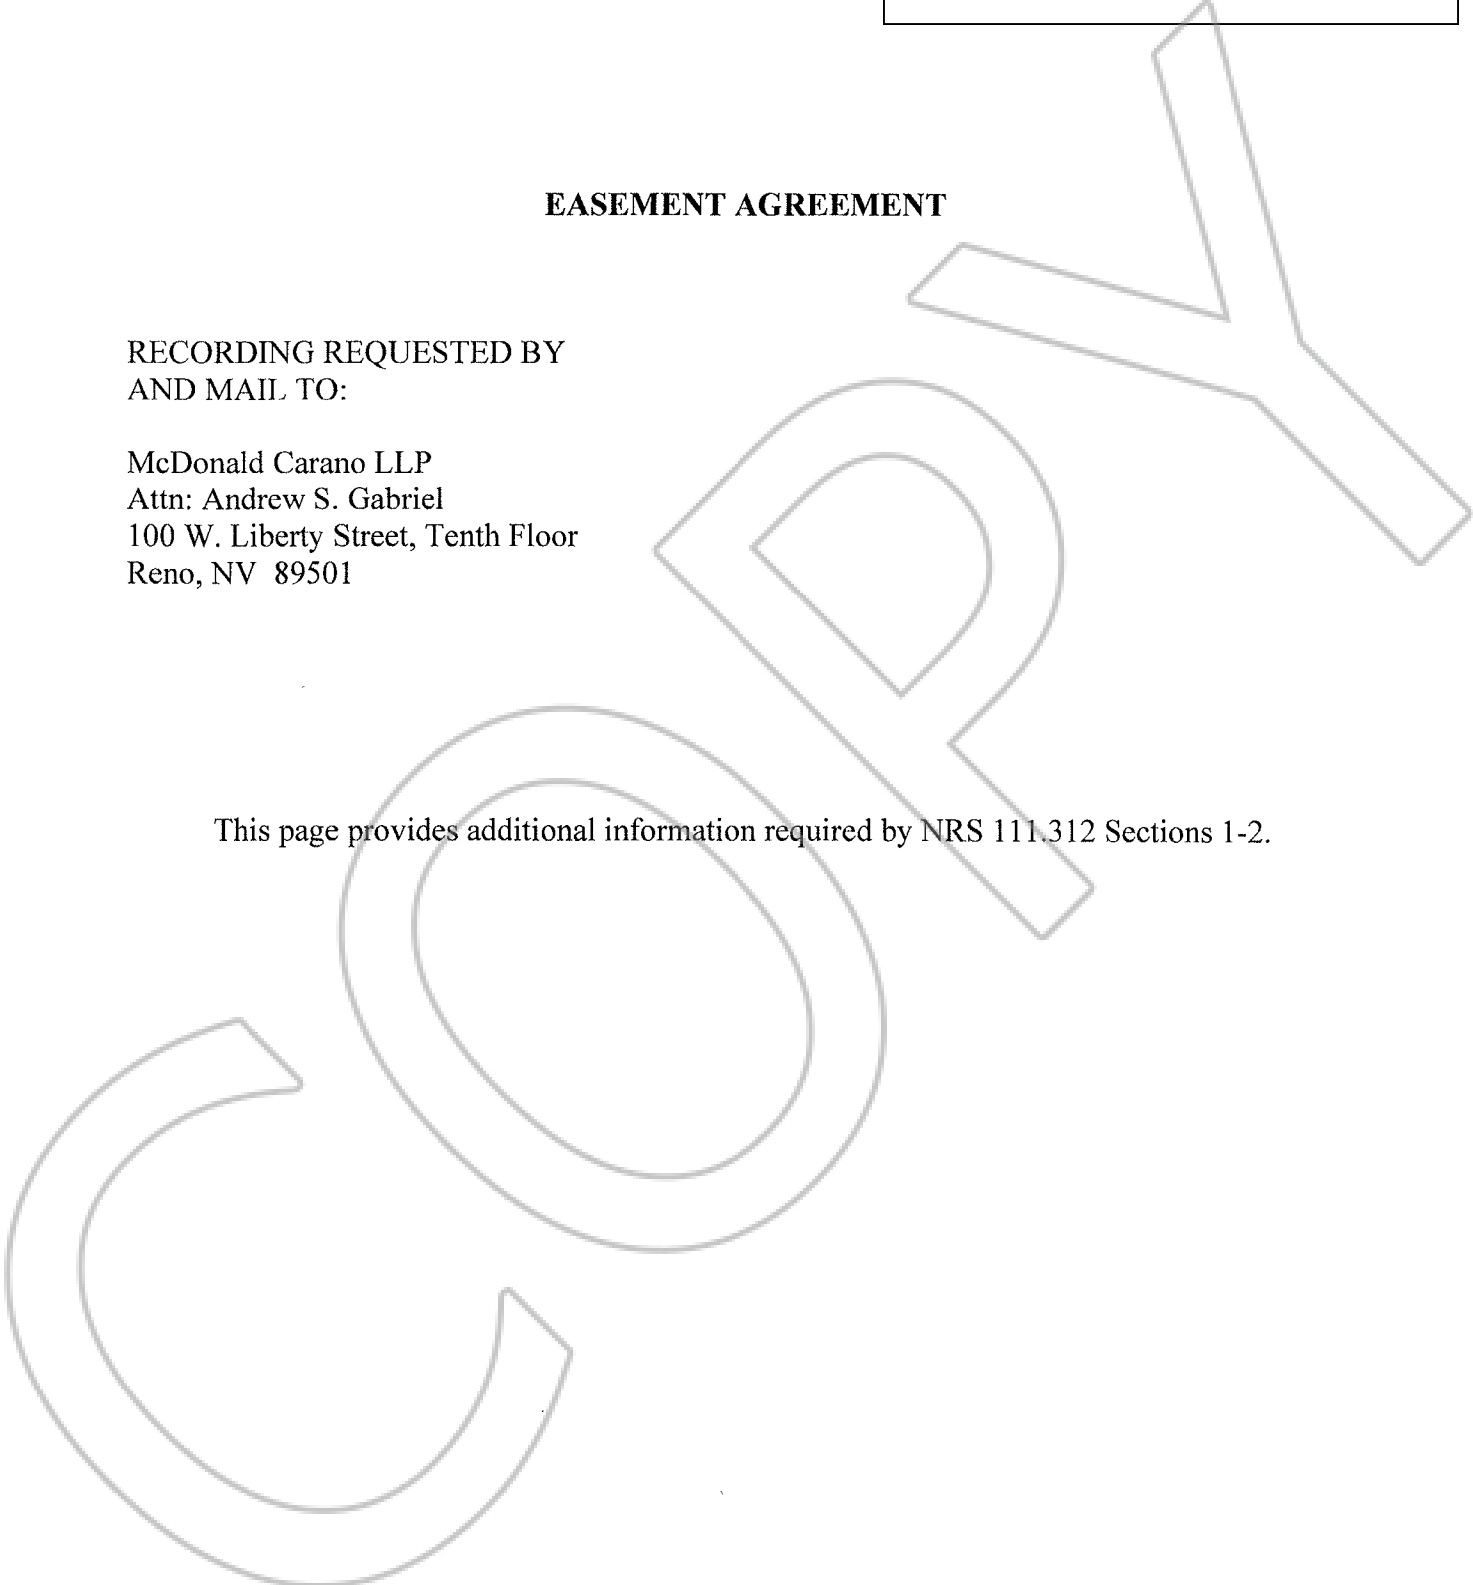 EASEMENT AGREEMENT
RECORDING REQUESTED BY
AND MAIL TO:
McDonald Carano LLP
Attn: Andrew S. Gabriel
100 W. Liberty Street, Tenth Floor
Reno, NV 89501
This page provides additional information required by NRS 111.312 Sections 1-2.
COPY